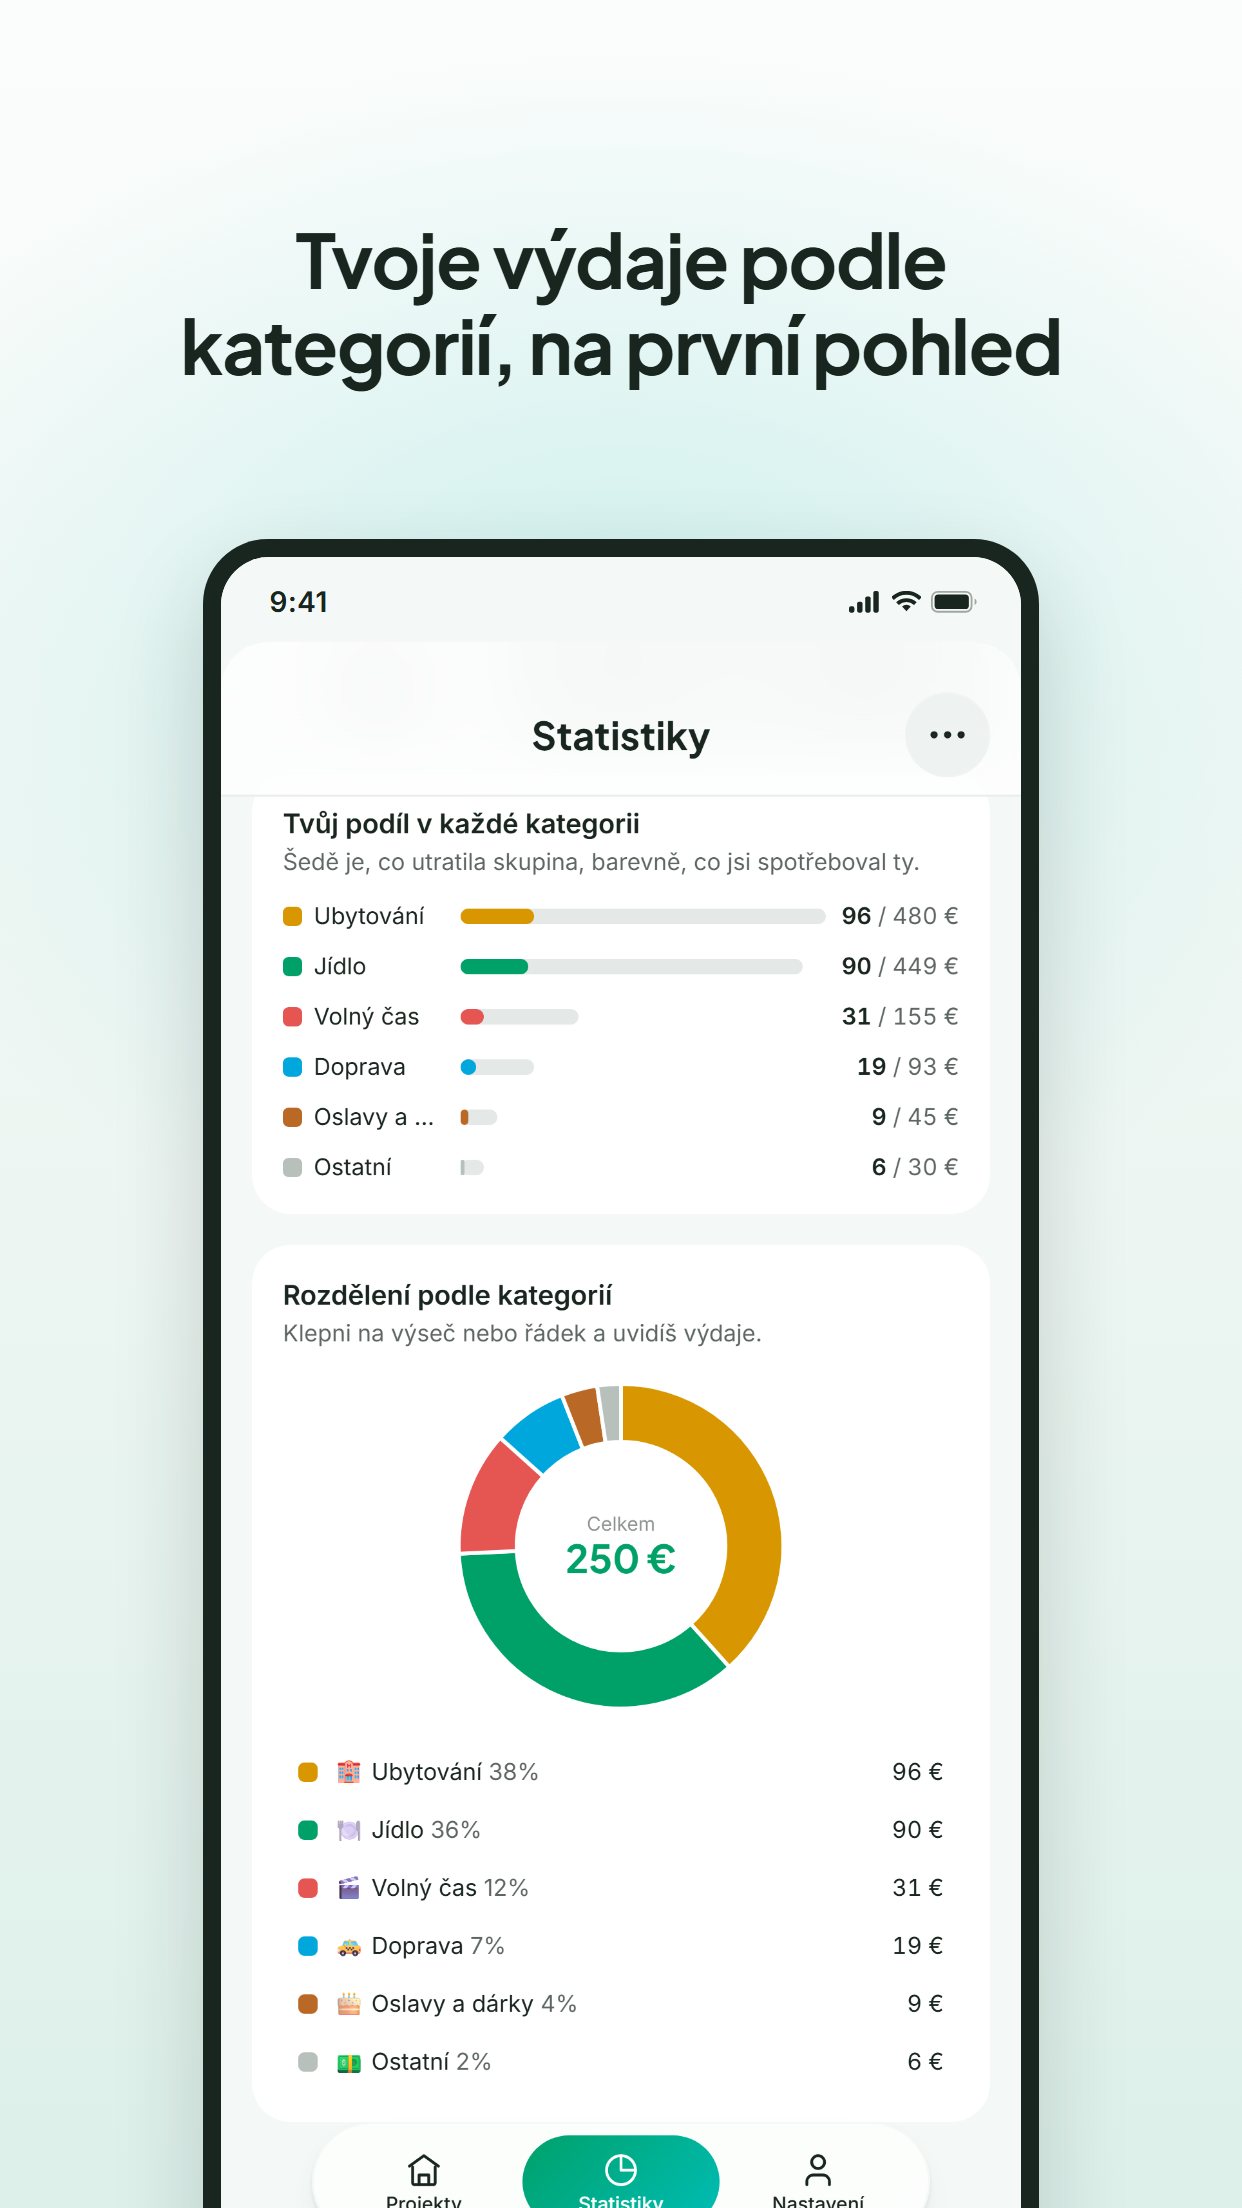 Tvoje výdaje podle
kategorií, na první pohled
9:41
Statistiky
Tvůj podíl v každé kategorii
Šedě je, co utratila skupina, barevně, co jsi spotřeboval ty.
Ubytování 96 / 480 €
Jídlo 90 / 449 €
Volný čas 31 / 155 €
Doprava 19 / 93 €
Oslavy a ... 9 / 45 €
Ostatní 6 / 30 €
Rozdělení podle kategorií
Klepni na výseč nebo řádek a uvidíš výdaje.
Celkem
250 €
Ubytování 38% 96 €
Jídlo 36% 90 €
Volný čas 12% 31 €
Doprava 7% 19 €
Oslavy a dárky 4% 9 €
Ostatní 2% 6 €
Projekty Statistiky Nastavení